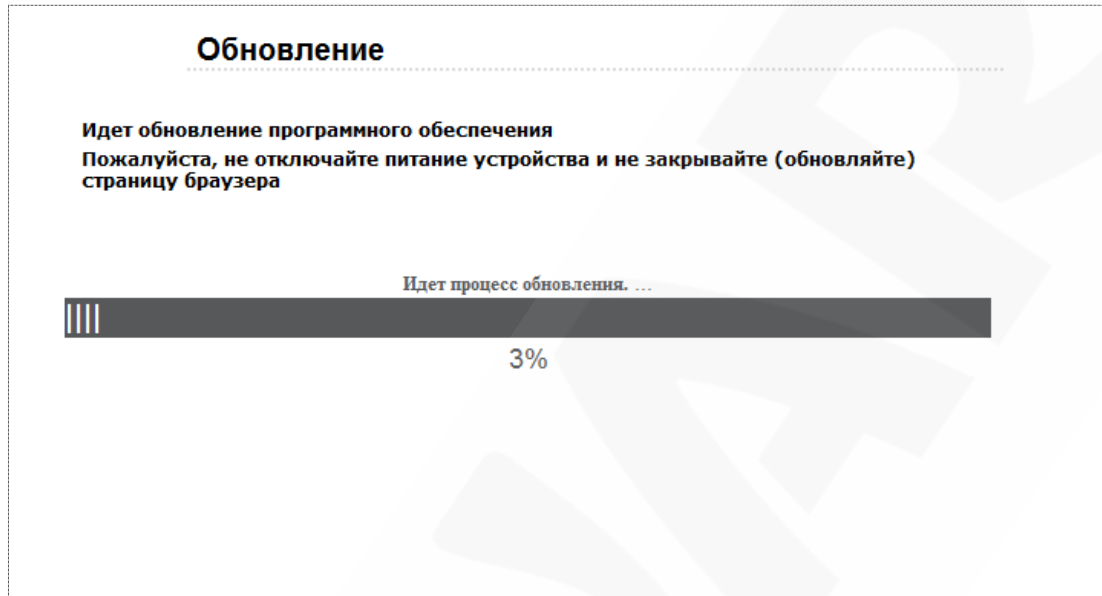 Обновление
Идет обновление программного обеспечения
Пожалуйста, не отключайте питание устройства и не закрывайте (обновляйте)
страницу браузера
Идет процесс обновления. ...
3%